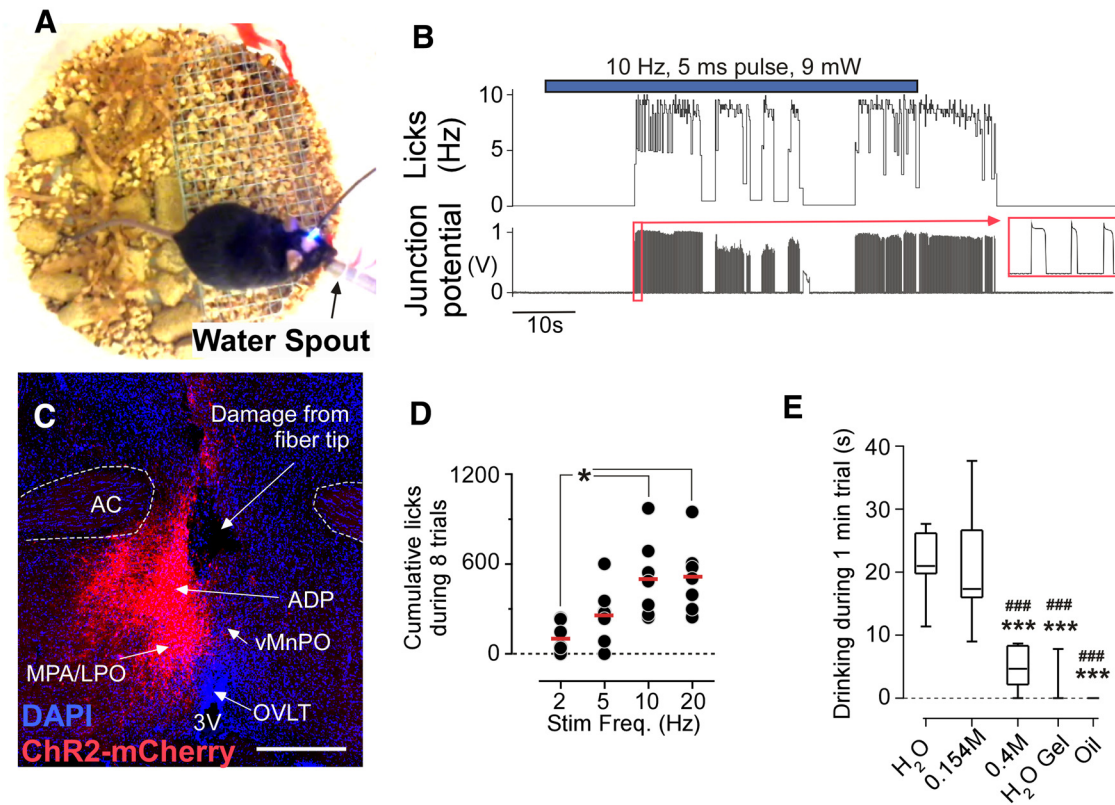 A
Water Spout
B
10 Hz, 5 ms pulse, 9 mW
Licks
(Hz)
10
5
0
Junction
potential
(V)
1
0
10s
C
Damage from
fiber tip
AC
ADP
vMnPO
MPA/LPO
OVLT
3V
DAPI
ChR2-mCherry
D
Cumulative licks
during 8 trials
1200
600
0
*
2
5
10
20
Stim Freq. (Hz)
E
Drinking during 1 min trial (s)
40
30
20
10
0
###
***
###
***
###
***
H2O
0.154M
0.4M
H2O Gel
Oil